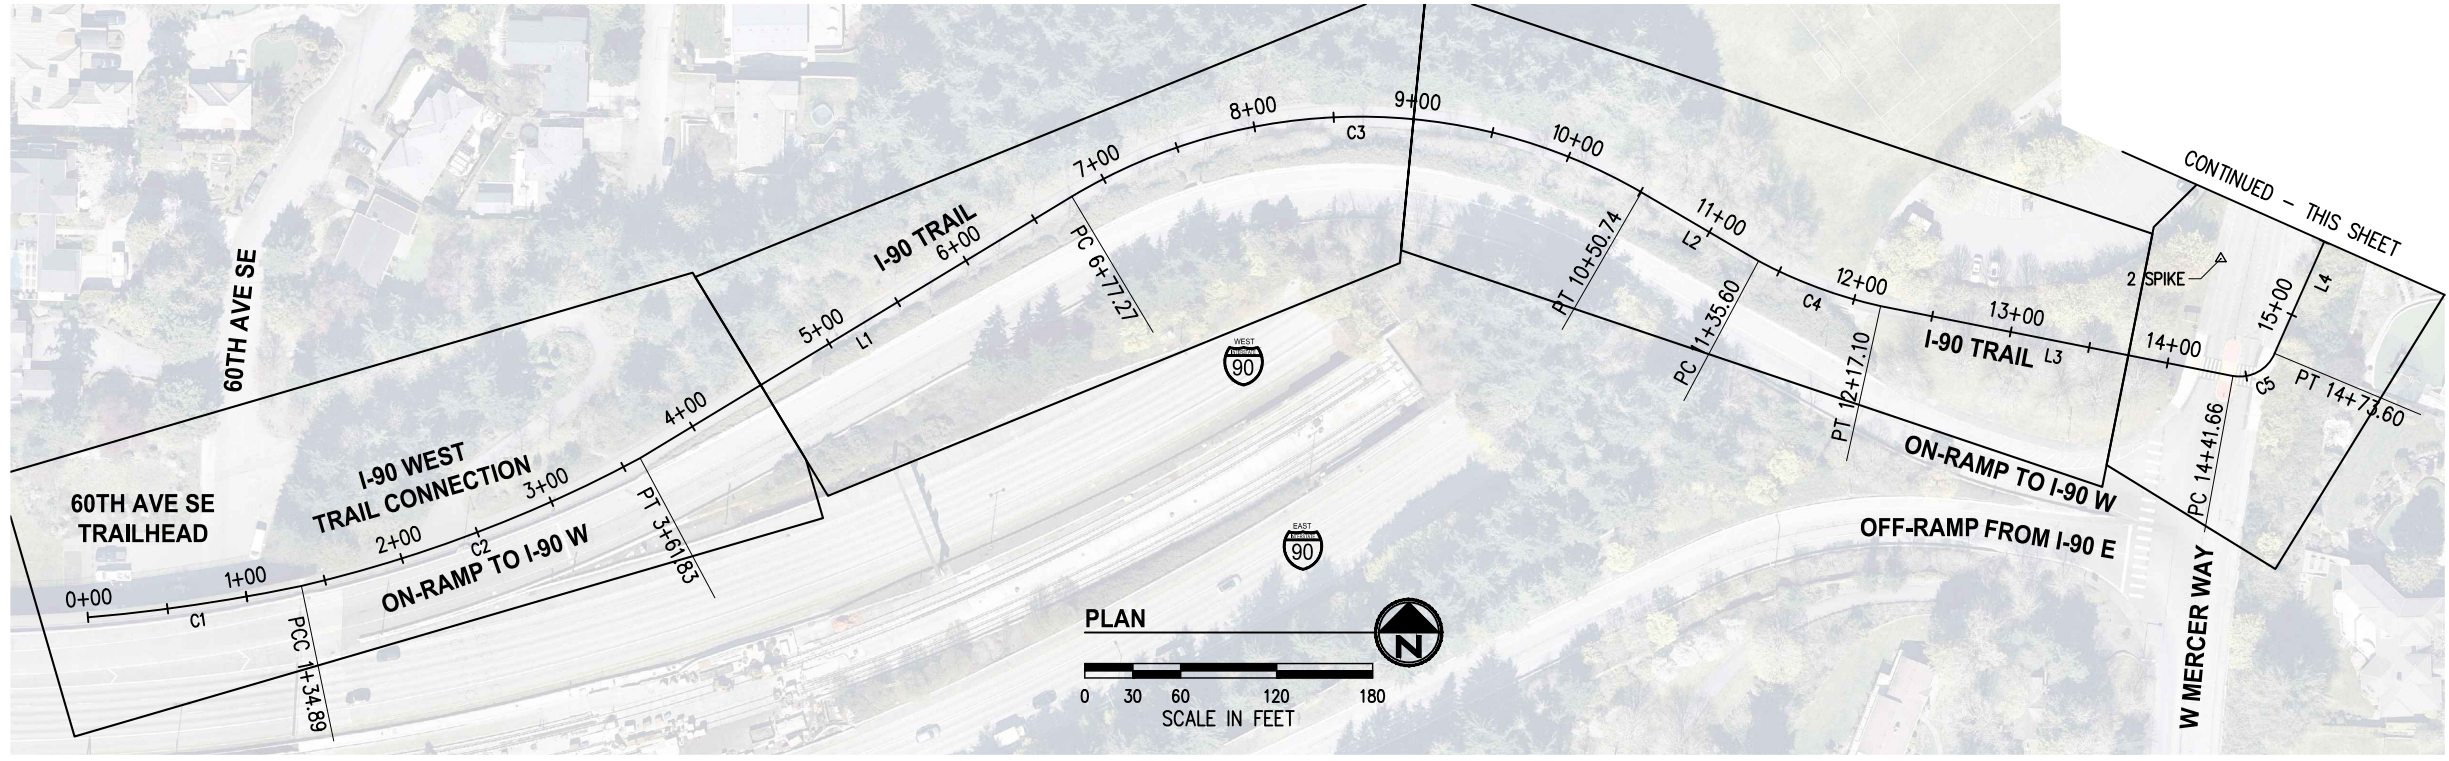 CONTINUED - THIS SHEET
8+00
9+00
C3
10+00
7+00
I-90 TRAIL
6+00
PC 6+77.27
11+00
L2
PT 10+50.74
12+00
C4
PC 11+35.60
13+00
I-90 TRAIL
L3
PT 12+17.10
14+00
2 SPIKE
15+00
L4
C5
PT 14+73.60
PC 14+41.66
60TH AVE SE
5+00
L1
4+00
WEST
INTERSTATE
90
I-90 WEST
TRAIL CONNECTION
3+00
2+00
C2
PT 3+61.83
ON-RAMP TO I-90 W
60TH AVE SE
TRAILHEAD
1+00
0+00
C1
PCC 1+34.89
EAST
INTERSTATE
90
ON-RAMP TO I-90 W
OFF-RAMP FROM I-90 E
W MERCER WAY
PLAN
N
0 30 60 120 180
SCALE IN FEET